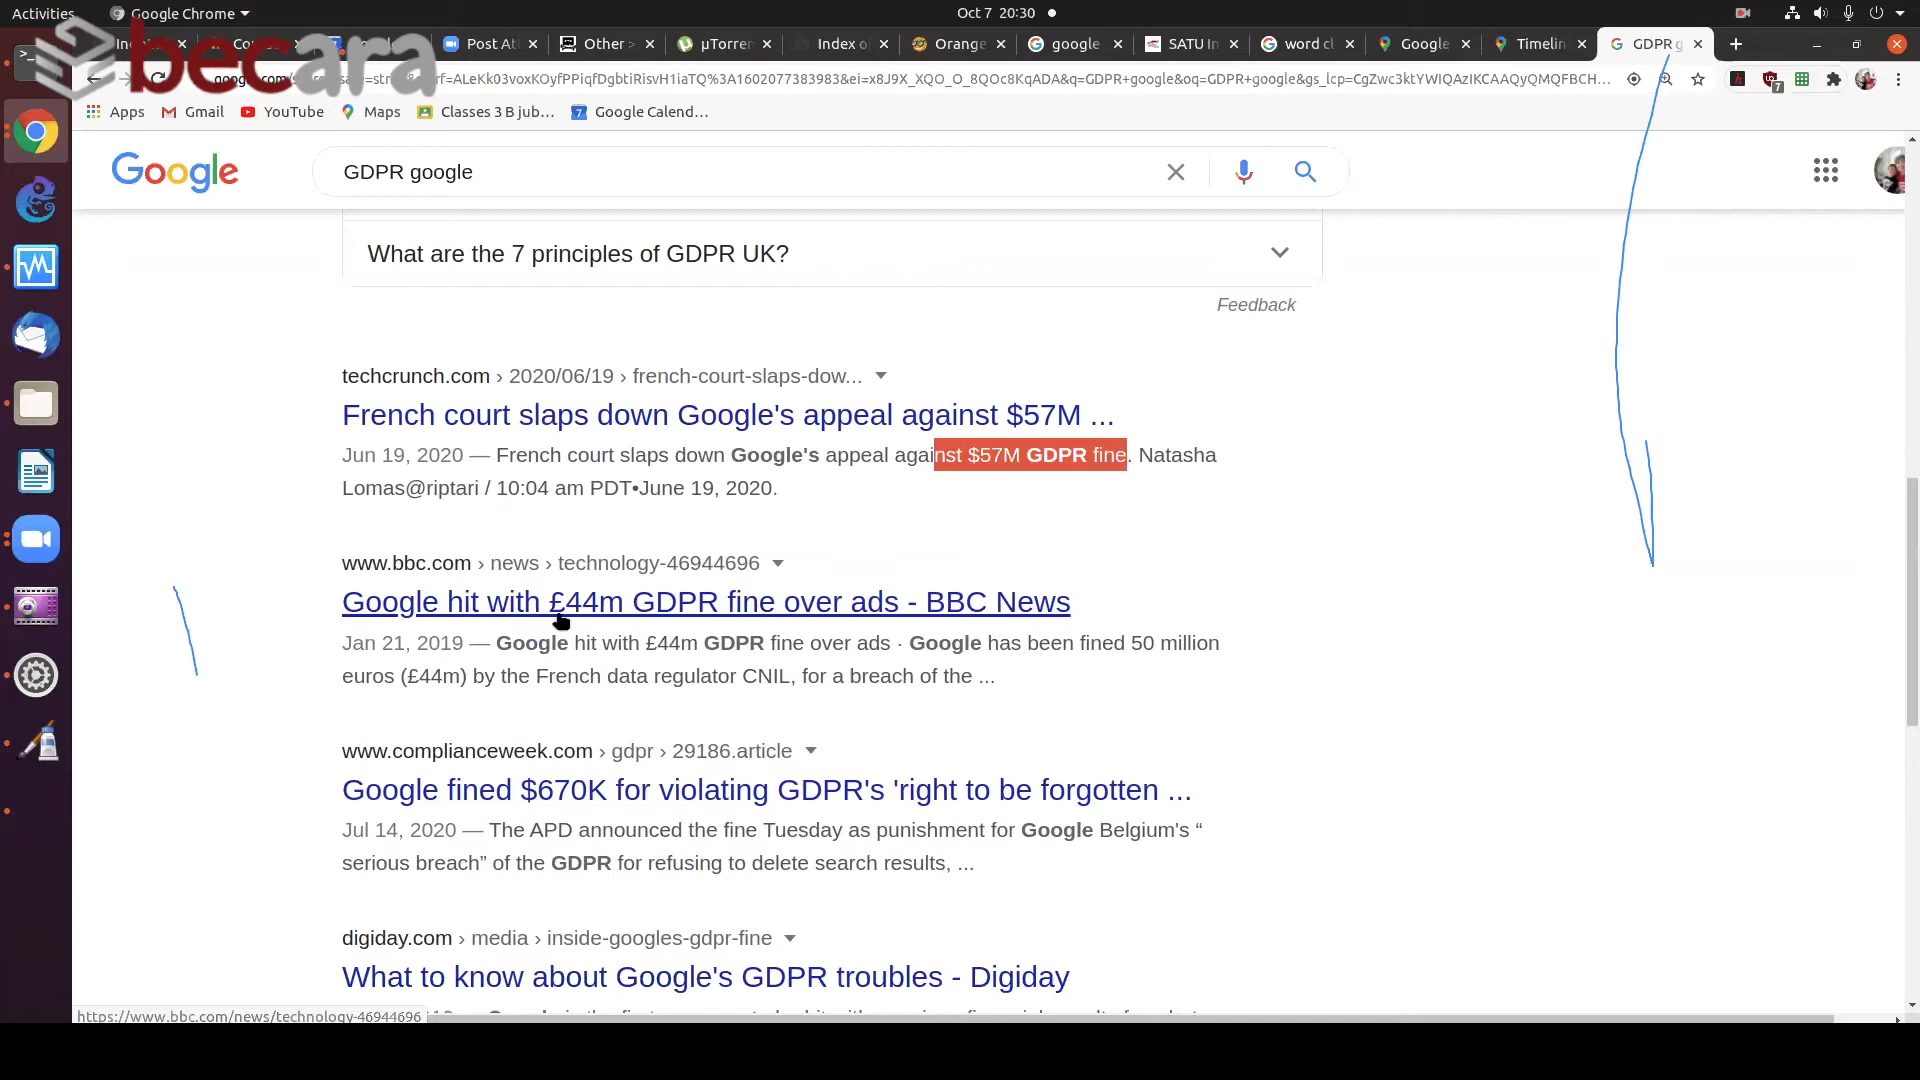 Activities
Google Chrome
Oct 7 20:30
becara
Post At
Other >
µTorren
Index o
Orange
google
SATU In
word cl
Google
Timelin
GDPR g
Apps
Gmail
YouTube
Maps
Classes 3 B jub...
Google Calend...
Google
GDPR google
What are the 7 principles of GDPR UK?
Feedback
techcrunch.com › 2020/06/19 › french-court-slaps-dow...
French court slaps down Google's appeal against $57M ...
Jun 19, 2020 — French court slaps down Google's appeal against $57M GDPR fine. Natasha
Lomas@riptari / 10:04 am PDT•June 19, 2020.
www.bbc.com › news › technology-46944696
Google hit with £44m GDPR fine over ads - BBC News
Jan 21, 2019 — Google hit with £44m GDPR fine over ads · Google has been fined 50 million
euros (£44m) by the French data regulator CNIL, for a breach of the ...
www.complianceweek.com › gdpr › 29186.article
Google fined $670K for violating GDPR's 'right to be forgotten ...
Jul 14, 2020 — The APD announced the fine Tuesday as punishment for Google Belgium's “
serious breach” of the GDPR for refusing to delete search results, ...
digiday.com › media › inside-googles-gdpr-fine
What to know about Google's GDPR troubles - Digiday
https://www.bbc.com/news/technology-46944696